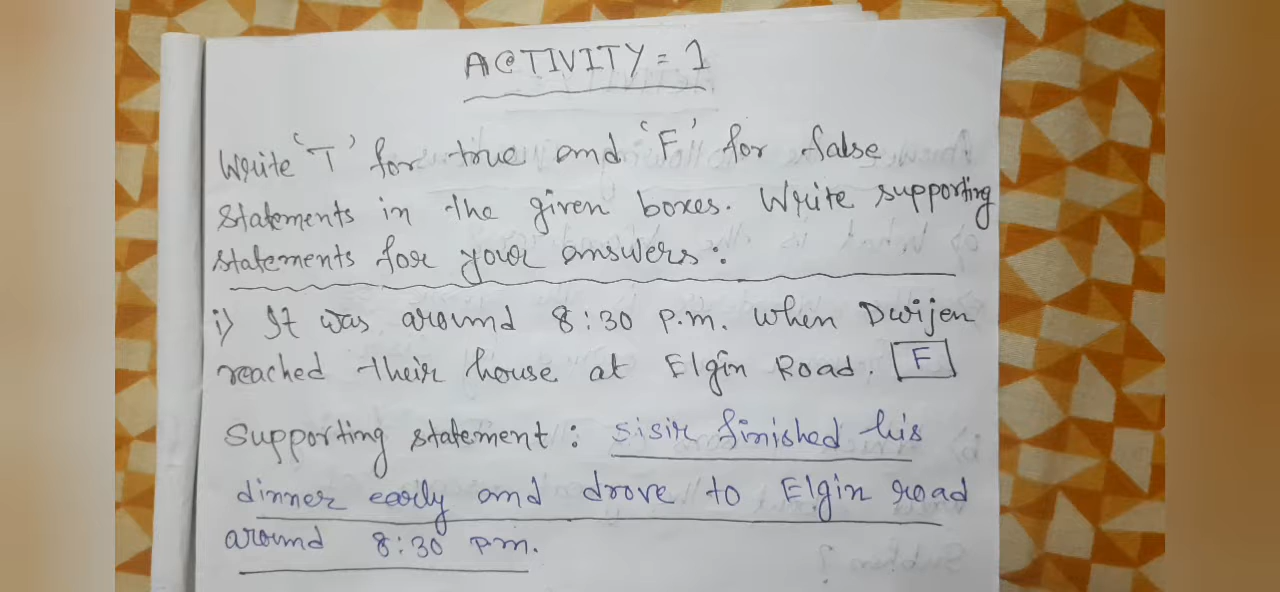 ACTIVITY = 1
Write 'T' for true and 'F' for false
statements in the given boxes. Write supporting
statements for your answers:
i) It was around 8:30 p.m. when Dwijen
reached their house at Elgin Road. F
Supporting statement: Sisir finished his
dinner early and drove to Elgin road
around 8:30 p.m.